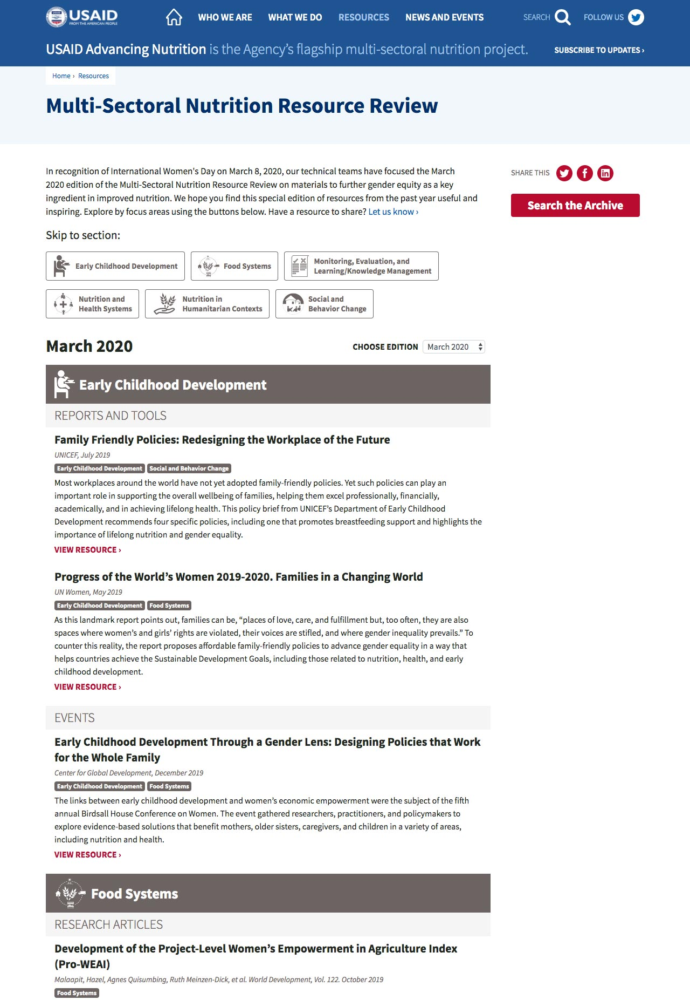 USAID
FROM THE AMERICAN PEOPLE
WHO WE ARE
WHAT WE DO
RESOURCES
NEWS AND EVENTS
SEARCH
FOLLOW US
USAID Advancing Nutrition is the Agency’s flagship multi-sectoral nutrition project.
SUBSCRIBE TO UPDATES ›
Home › Resources
Multi-Sectoral Nutrition Resource Review
In recognition of International Women's Day on March 8, 2020, our technical teams have focused the March
2020 edition of the Multi-Sectoral Nutrition Resource Review on materials to further gender equity as a key
ingredient in improved nutrition. We hope you find this special edition of resources from the past year useful and
inspiring. Explore by focus areas using the buttons below. Have a resource to share? Let us know ›
SHARE THIS
Search the Archive
Skip to section:
Early Childhood Development
Food Systems
Monitoring, Evaluation, and
Learning/Knowledge Management
Nutrition and
Health Systems
Nutrition in
Humanitarian Contexts
Social and
Behavior Change
March 2020
CHOOSE EDITION
March 2020
Early Childhood Development
REPORTS AND TOOLS
Family Friendly Policies: Redesigning the Workplace of the Future
UNICEF, July 2019
Early Childhood Development
Social and Behavior Change
Most workplaces around the world have not yet adopted family-friendly policies. Yet such policies can play an
important role in supporting the overall wellbeing of families, helping them excel professionally, financially,
academically, and in achieving lifelong health. This policy brief from UNICEF’s Department of Early Childhood
Development recommends four specific policies, including one that promotes breastfeeding support and highlights the
importance of lifelong nutrition and gender equality.
VIEW RESOURCE ›
Progress of the World’s Women 2019-2020. Families in a Changing World
UN Women, May 2019
Early Childhood Development
Food Systems
As this landmark report points out, families can be, “places of love, care, and fulfillment but, too often, they are also
spaces where women’s and girls’ rights are violated, their voices are stifled, and where gender inequality prevails.” To
counter this reality, the report proposes affordable family-friendly policies to advance gender equality in a way that
helps countries achieve the Sustainable Development Goals, including those related to nutrition, health, and early
childhood development.
VIEW RESOURCE ›
EVENTS
Early Childhood Development Through a Gender Lens: Designing Policies that Work
for the Whole Family
Center for Global Development, December 2019
Early Childhood Development
Food Systems
The links between early childhood development and women’s economic empowerment were the subject of the fifth
annual Birdsall House Conference on Women. The event gathered researchers, practitioners, and policymakers to
explore evidence-based solutions that benefit mothers, older sisters, caregivers, and children in a variety of areas,
including nutrition and health.
VIEW RESOURCE ›
Food Systems
RESEARCH ARTICLES
Development of the Project-Level Women’s Empowerment in Agriculture Index
(Pro-WEAI)
Malaapit, Hazel, Agnes Quisumbing, Ruth Meinzen-Dick, et al. World Development, Vol. 122. October 2019
Food Systems